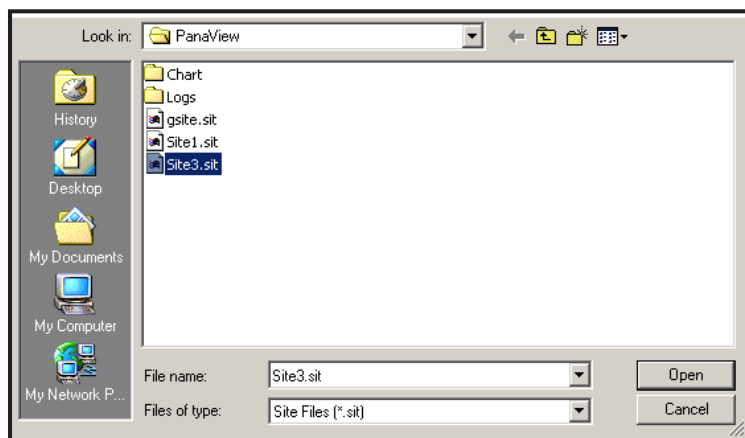 Look in: PanaView
History
Desktop
My Documents
My Computer
My Network P...
Chart
Logs
gsite.sit
Site1.sit
Site3.sit
File name: Site3.sit Open
Files of type: Site Files (*.sit) Cancel